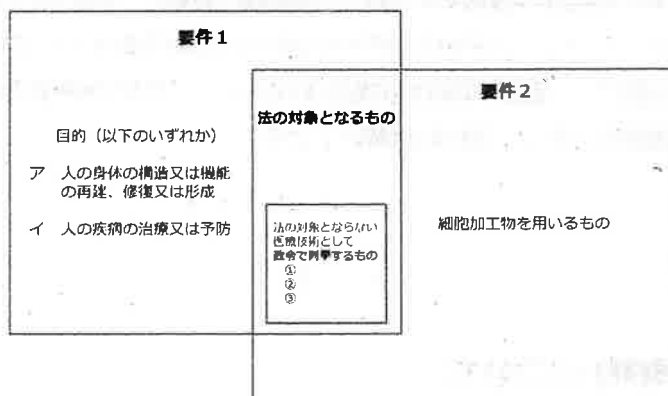 要件1
目的（以下のいずれか）
ア 人の身体の構造又は機能
の再建、修復又は形成
イ 人の疾病の治療又は予防
法の対象となるもの
法の対象とならない
医療技術として
政令で列挙するもの
①
②
③
要件2
細胞加工物を用いるもの